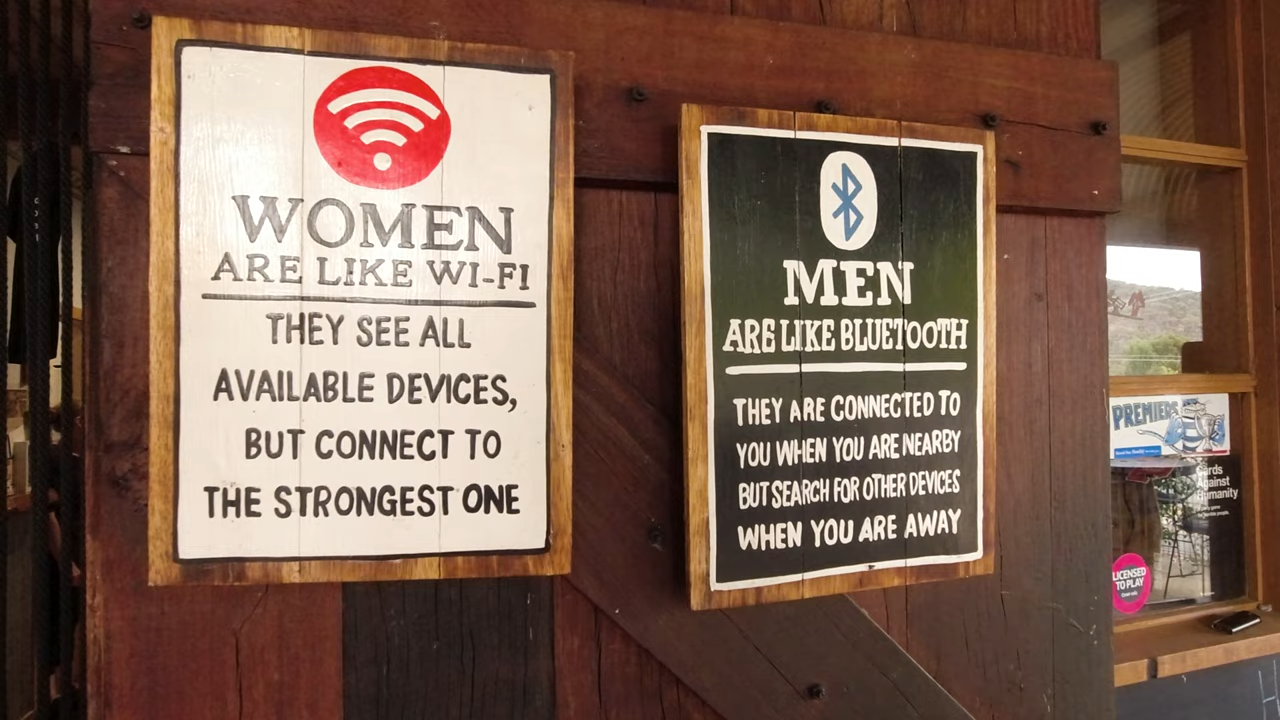 WOMEN
ARE LIKE WI-FI
THEY SEE ALL
AVAILABLE DEVICES,
BUT CONNECT TO
THE STRONGEST ONE
MEN
ARE LIKE BLUETOOTH
THEY ARE CONNECTED TO
YOU WHEN YOU ARE NEARBY
BUT SEARCH FOR OTHER DEVICES
WHEN YOU ARE AWAY
PREMIERS
Cards
Against
Humanity
LICENSED
TO PLAY